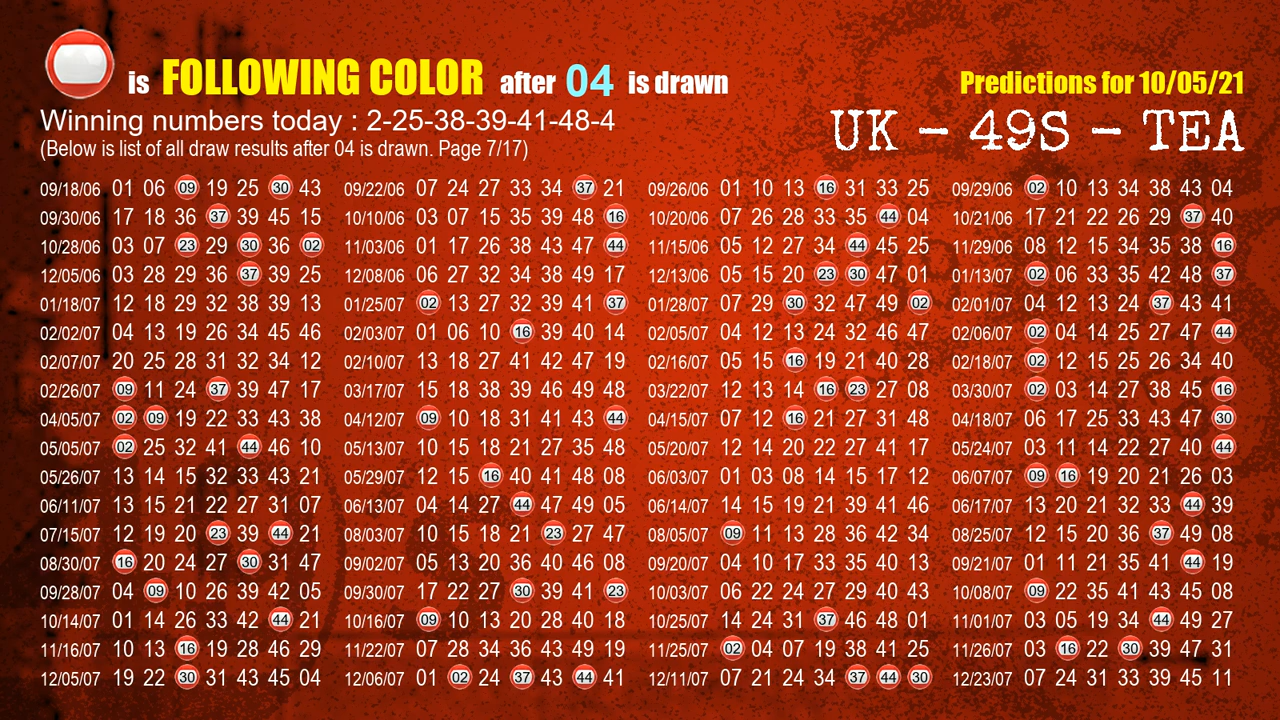 is FOLLOWING COLOR after 04 is drawn
Predictions for 10/05/21
Winning numbers today : 2-25-38-39-41-48-4
UK - 49S - TEA
(Below is list of all draw results after 04 is drawn. Page 7/17)
09/18/06 01 06 09 19 25 30 43 09/22/06 07 24 27 33 34 37 21 09/26/06 01 10 13 16 31 33 25 09/29/06 02 10 13 34 38 43 04
09/30/06 17 18 36 37 39 45 15 10/10/06 03 07 15 35 39 48 16 10/20/06 07 26 28 33 35 44 04 10/21/06 17 21 22 26 29 37 40
10/28/06 03 07 23 29 30 36 02 11/03/06 01 17 26 38 43 47 44 11/15/06 05 12 27 34 44 45 25 11/29/06 08 12 15 34 35 38 16
12/05/06 03 28 29 36 37 39 25 12/08/06 06 27 32 34 38 49 17 12/13/06 05 15 20 23 30 47 01 01/13/07 02 06 33 35 42 48 37
01/18/07 12 18 29 32 38 39 13 01/25/07 02 13 27 32 39 41 37 01/28/07 07 29 30 32 47 49 02 02/01/07 04 12 13 24 37 43 41
02/02/07 04 13 19 26 34 45 46 02/03/07 01 06 10 16 39 40 14 02/05/07 04 12 13 24 32 46 47 02/06/07 02 04 14 25 27 47 44
02/07/07 20 25 28 31 32 34 12 02/10/07 13 18 27 41 42 47 19 02/16/07 05 15 16 19 21 40 28 02/18/07 02 12 15 25 26 34 40
02/26/07 09 11 24 37 39 47 17 03/17/07 15 18 38 39 46 49 48 03/22/07 12 13 14 16 23 27 08 03/30/07 02 03 14 27 38 45 16
04/05/07 02 09 19 22 33 43 38 04/12/07 09 10 18 31 41 43 44 04/15/07 07 12 16 21 27 31 48 04/18/07 06 17 25 33 43 47 30
05/05/07 02 25 32 41 44 46 10 05/13/07 10 15 18 21 27 35 48 05/20/07 12 14 20 22 27 41 17 05/24/07 03 11 14 22 27 40 44
05/26/07 13 14 15 32 33 43 21 05/29/07 12 15 16 40 41 48 08 06/03/07 01 03 08 14 15 17 12 06/07/07 09 16 19 20 21 26 03
06/11/07 13 15 21 22 27 31 07 06/13/07 04 14 27 44 47 49 05 06/14/07 14 15 19 21 39 41 46 06/17/07 13 20 21 32 33 44 39
07/15/07 12 19 20 23 39 44 21 08/03/07 10 15 18 21 23 27 47 08/05/07 09 11 13 28 36 42 34 08/25/07 12 15 20 36 37 49 08
08/30/07 16 20 24 27 30 31 47 09/02/07 05 13 20 36 40 46 08 09/20/07 04 10 17 33 35 40 13 09/21/07 01 11 21 35 41 44 19
09/28/07 04 09 10 26 39 42 05 09/30/07 17 22 27 30 39 41 23 10/03/07 06 22 24 27 29 40 43 10/08/07 09 22 35 41 43 45 08
10/14/07 01 14 26 33 42 44 21 10/16/07 09 10 13 20 28 40 18 10/25/07 14 24 31 37 46 48 01 11/01/07 03 05 19 34 44 49 27
11/16/07 10 13 16 19 28 46 29 11/22/07 07 28 34 36 43 49 19 11/25/07 02 04 07 19 38 41 25 11/26/07 03 16 22 30 39 47 31
12/05/07 19 22 30 31 43 45 04 12/06/07 01 02 24 37 43 44 41 12/11/07 07 21 24 34 37 44 30 12/23/07 07 24 31 33 39 45 11